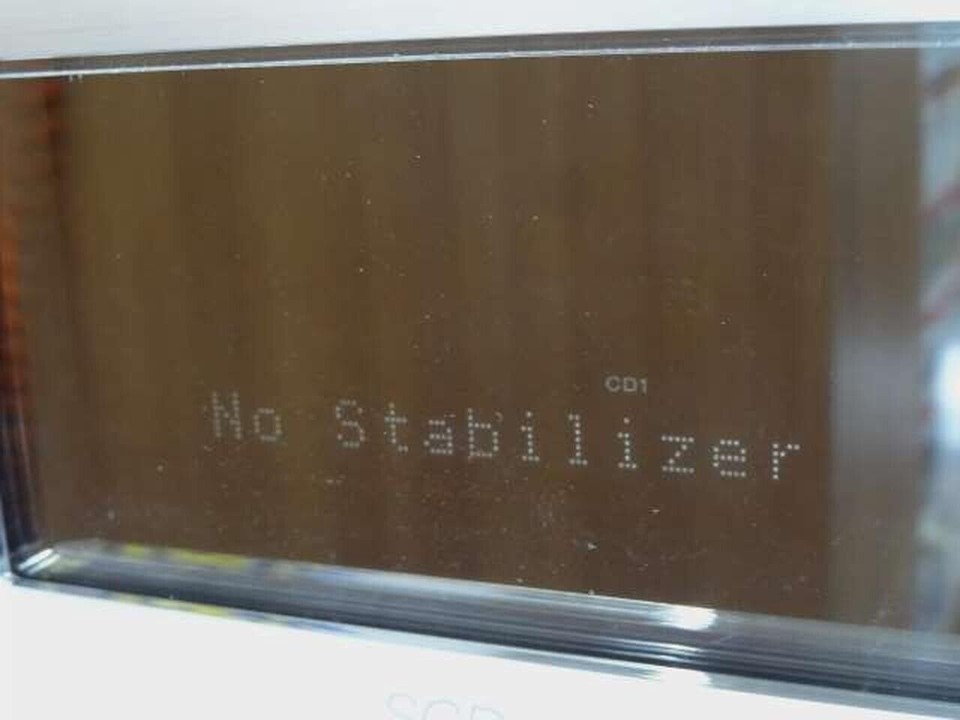 CD1
No Stabilizer